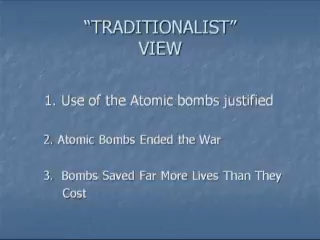 “TRADITIONALIST”
VIEW
1. Use of the Atomic bombs justified
2. Atomic Bombs Ended the War
3. Bombs Saved Far More Lives Than They
Cost